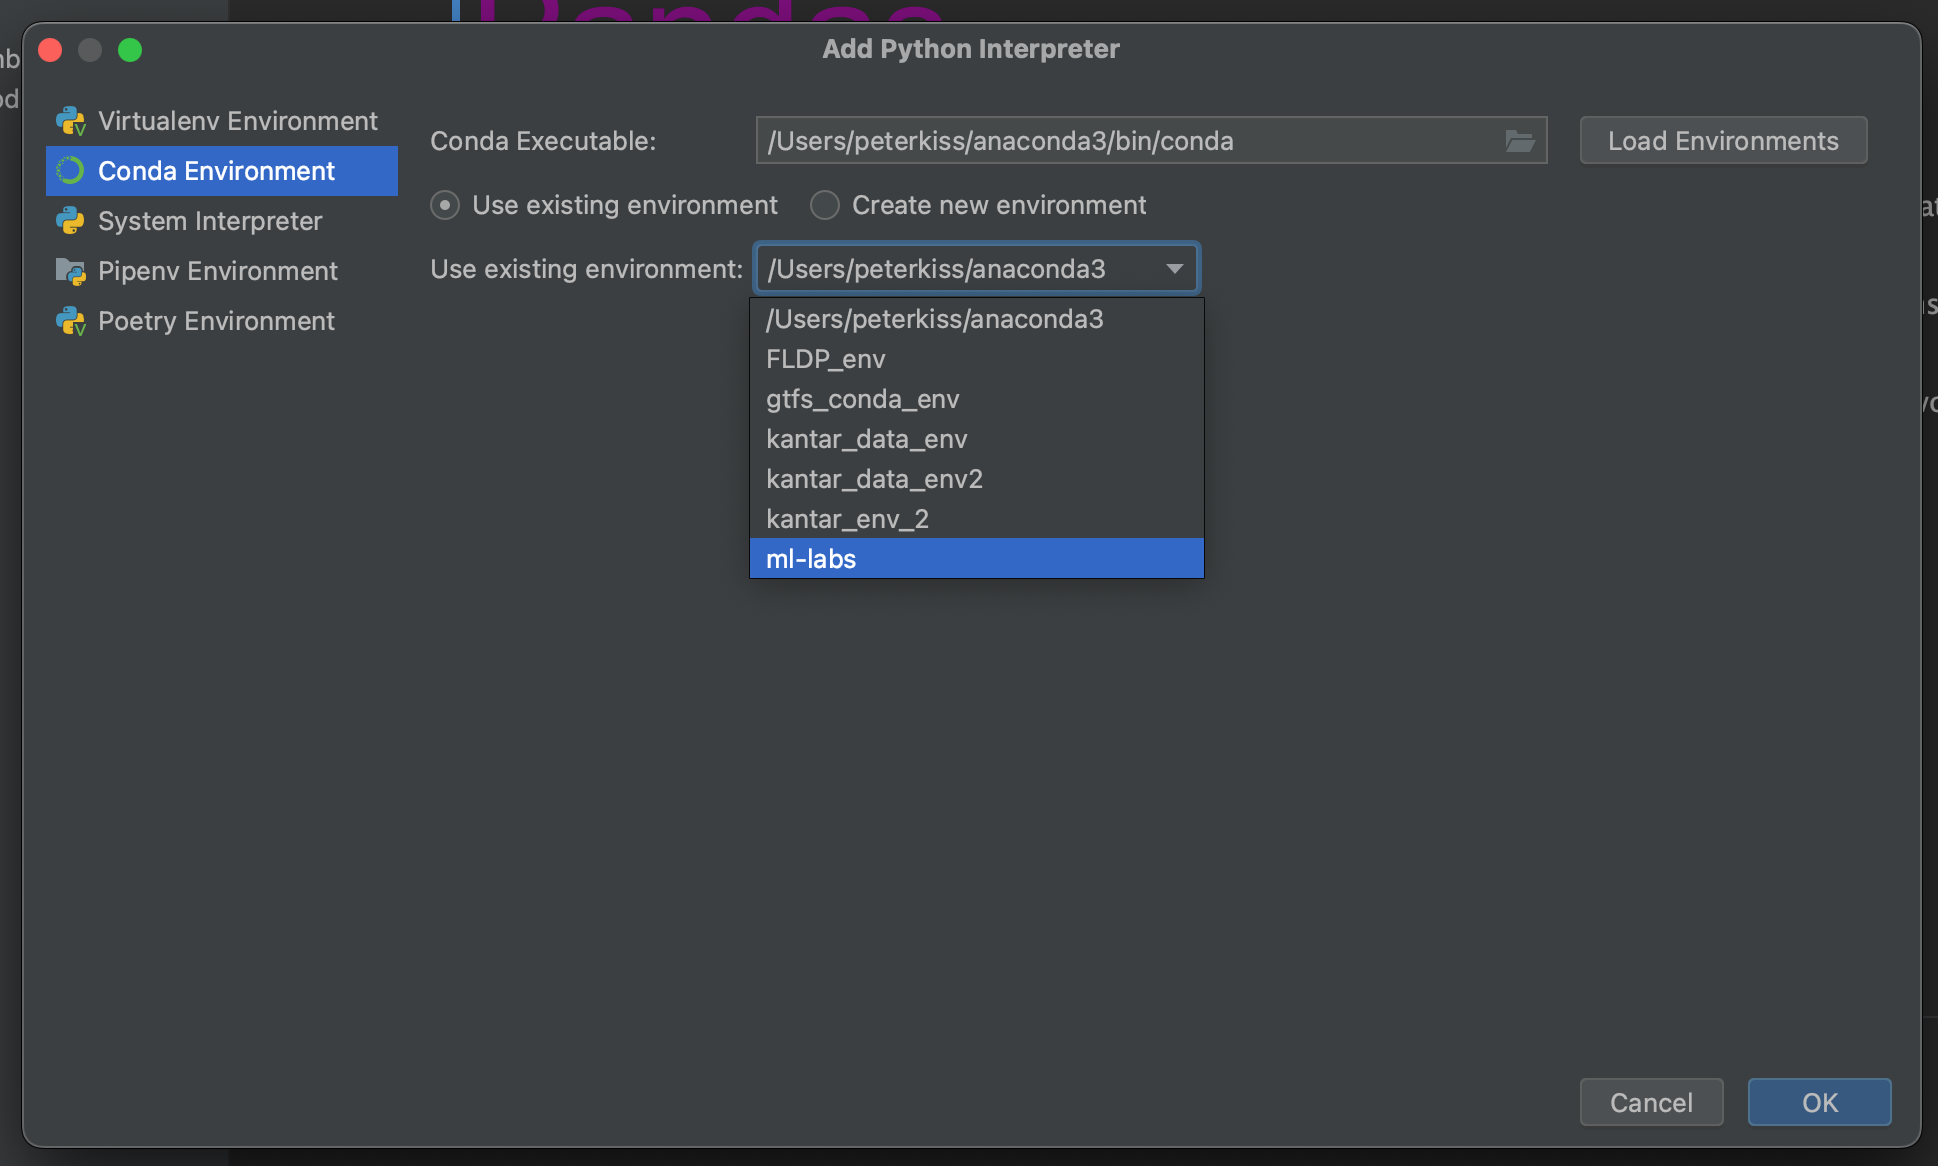 Add Python Interpreter
Virtualenv Environment
Conda Environment
System Interpreter
Pipenv Environment
Poetry Environment
Conda Executable: /Users/peterkiss/anaconda3/bin/conda Load Environments
Use existing environment Create new environment
Use existing environment: /Users/peterkiss/anaconda3
/Users/peterkiss/anaconda3
FLDP_env
gtfs_conda_env
kantar_data_env
kantar_data_env2
kantar_env_2
ml-labs
Cancel OK